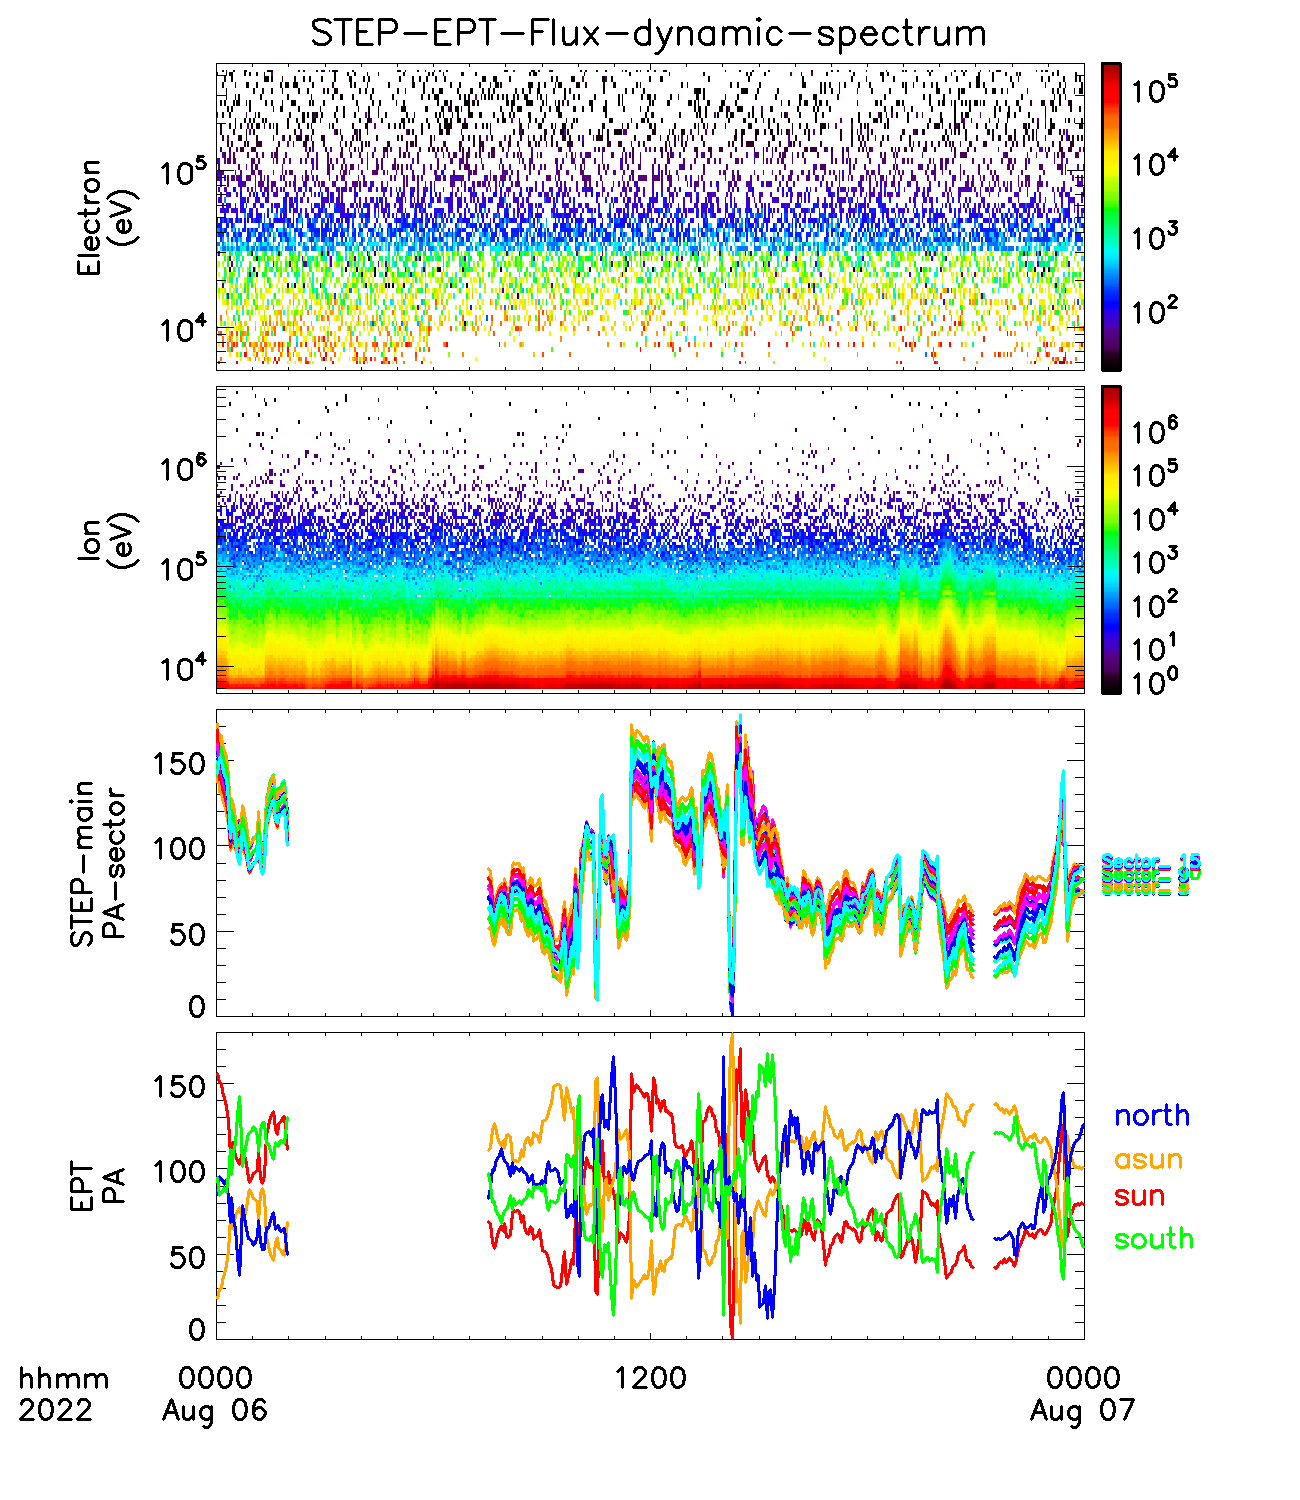 STEP-EPT-Flux-dynamic-spectrum
Electron
(eV)
10^5
10^4
10^5
10^4
10^3
10^2
Ion
(eV)
10^6
10^5
10^4
10^6
10^5
10^4
10^3
10^2
10^1
10^0
STEP-main
PA-sector
150
100
50
0
Sector_ 15
EPT
PA
150
100
50
0
north
asun
sun
south
hhmm
2022
0000
Aug 06
1200
0000
Aug 07